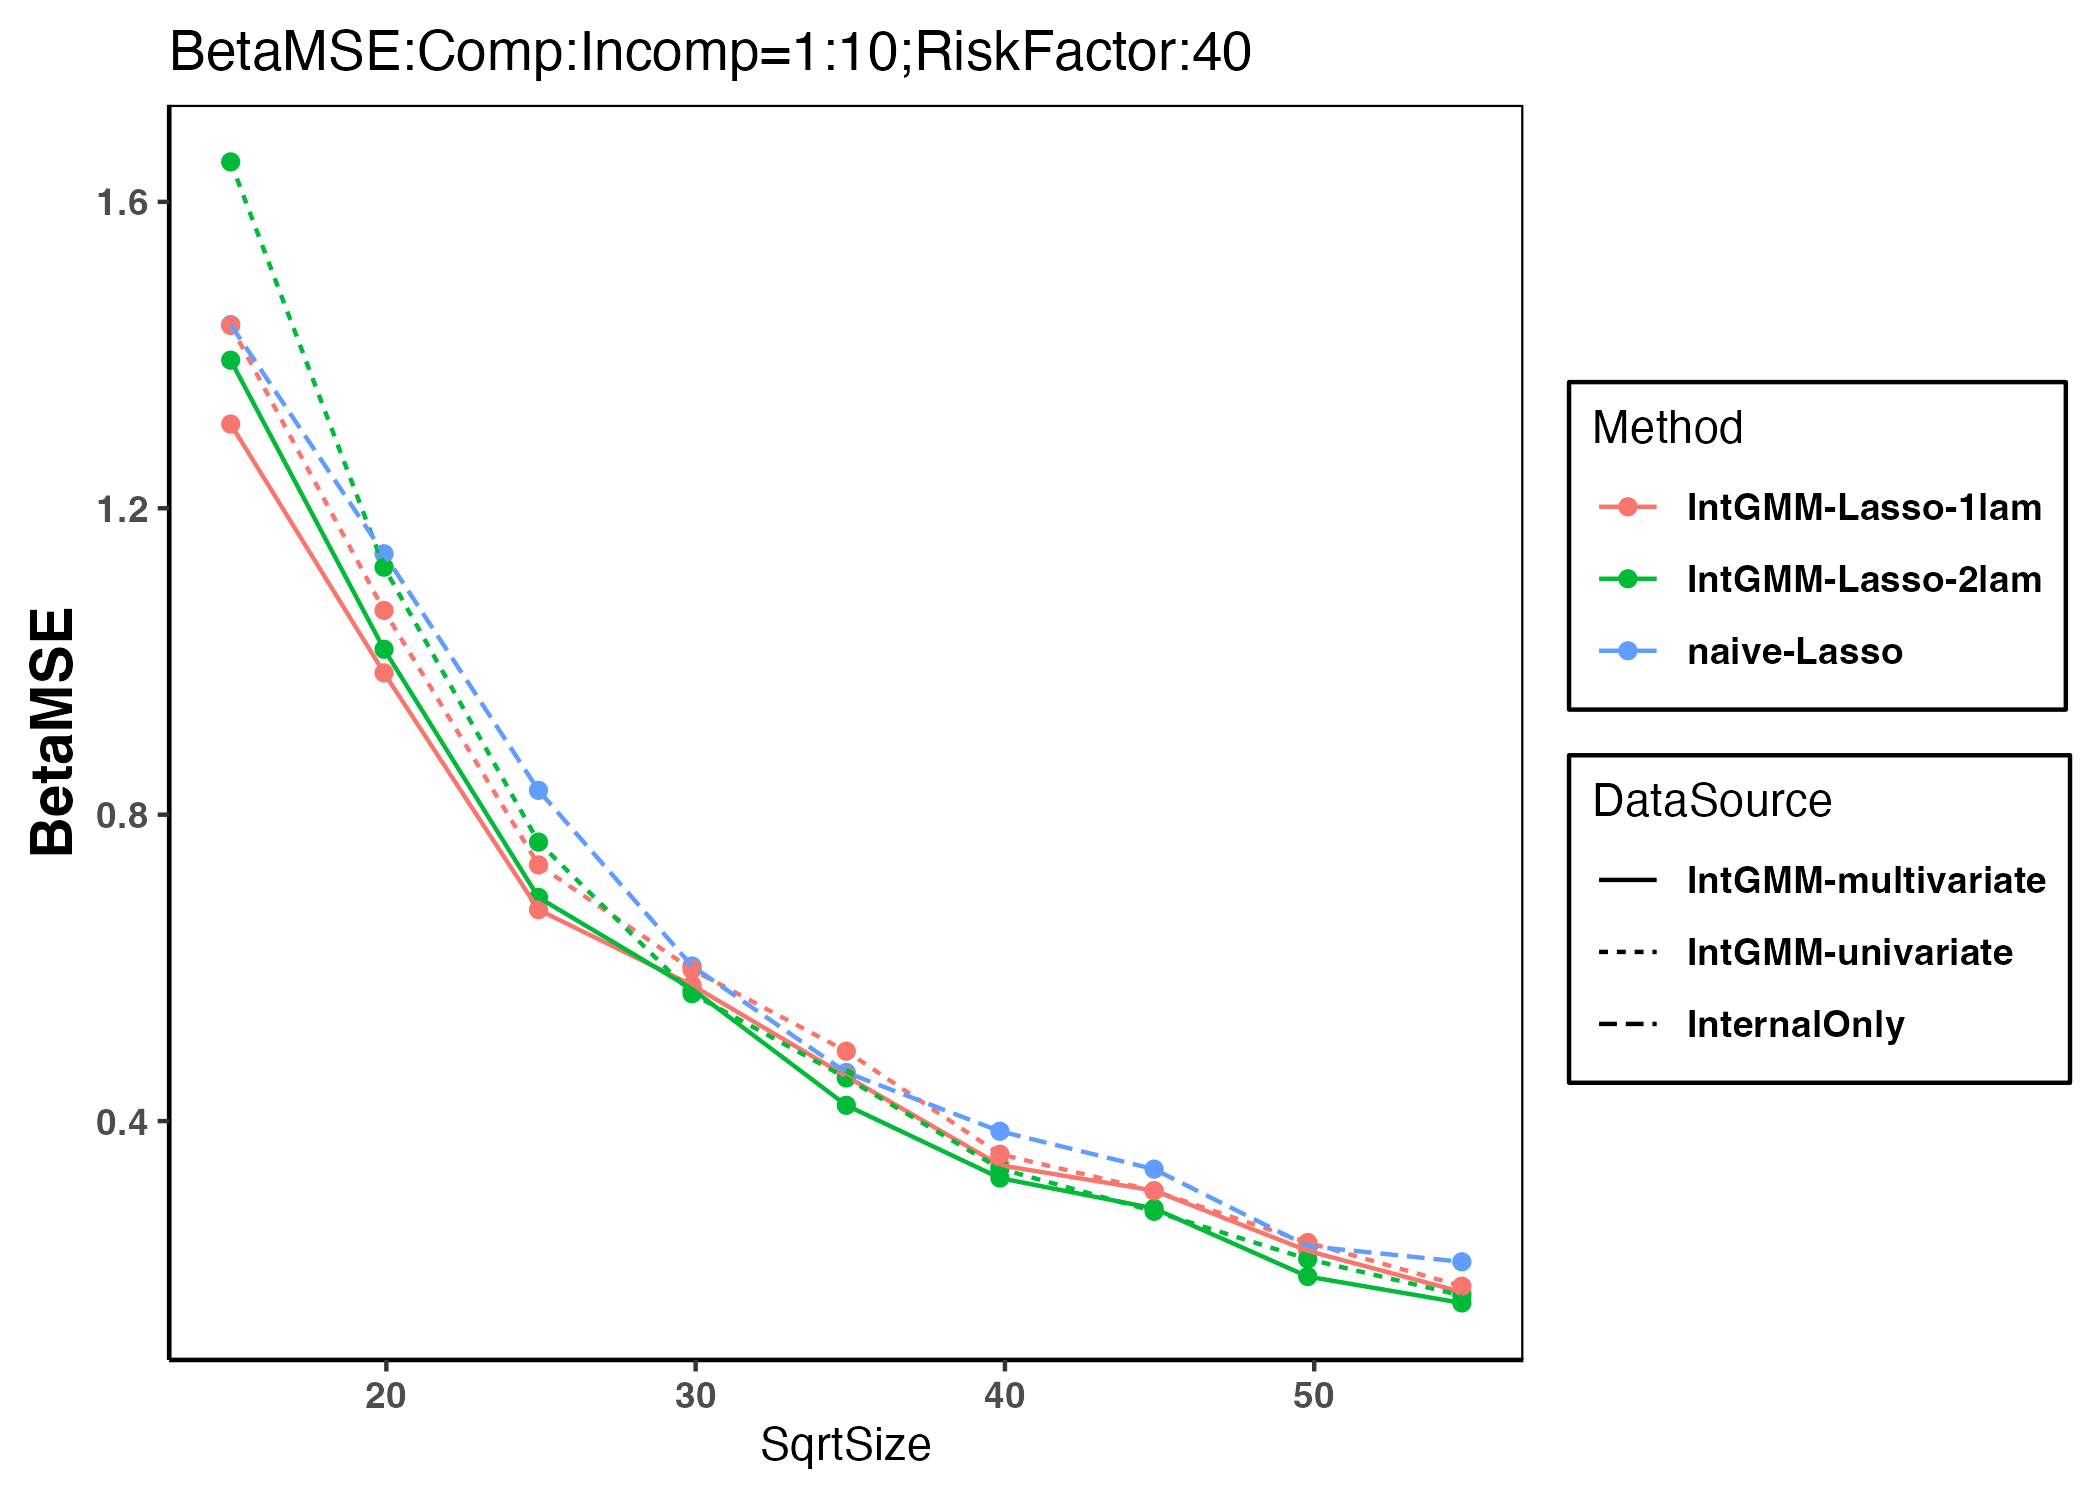 BetaMSE:Comp:Incomp=1:10;RiskFactor:40
BetaMSE
1.6
1.2
0.8
0.4
20 30 40 50
SqrtSize
Method
IntGMM-Lasso-1lam
IntGMM-Lasso-2lam
naive-Lasso
DataSource
IntGMM-multivariate
IntGMM-univariate
InternalOnly